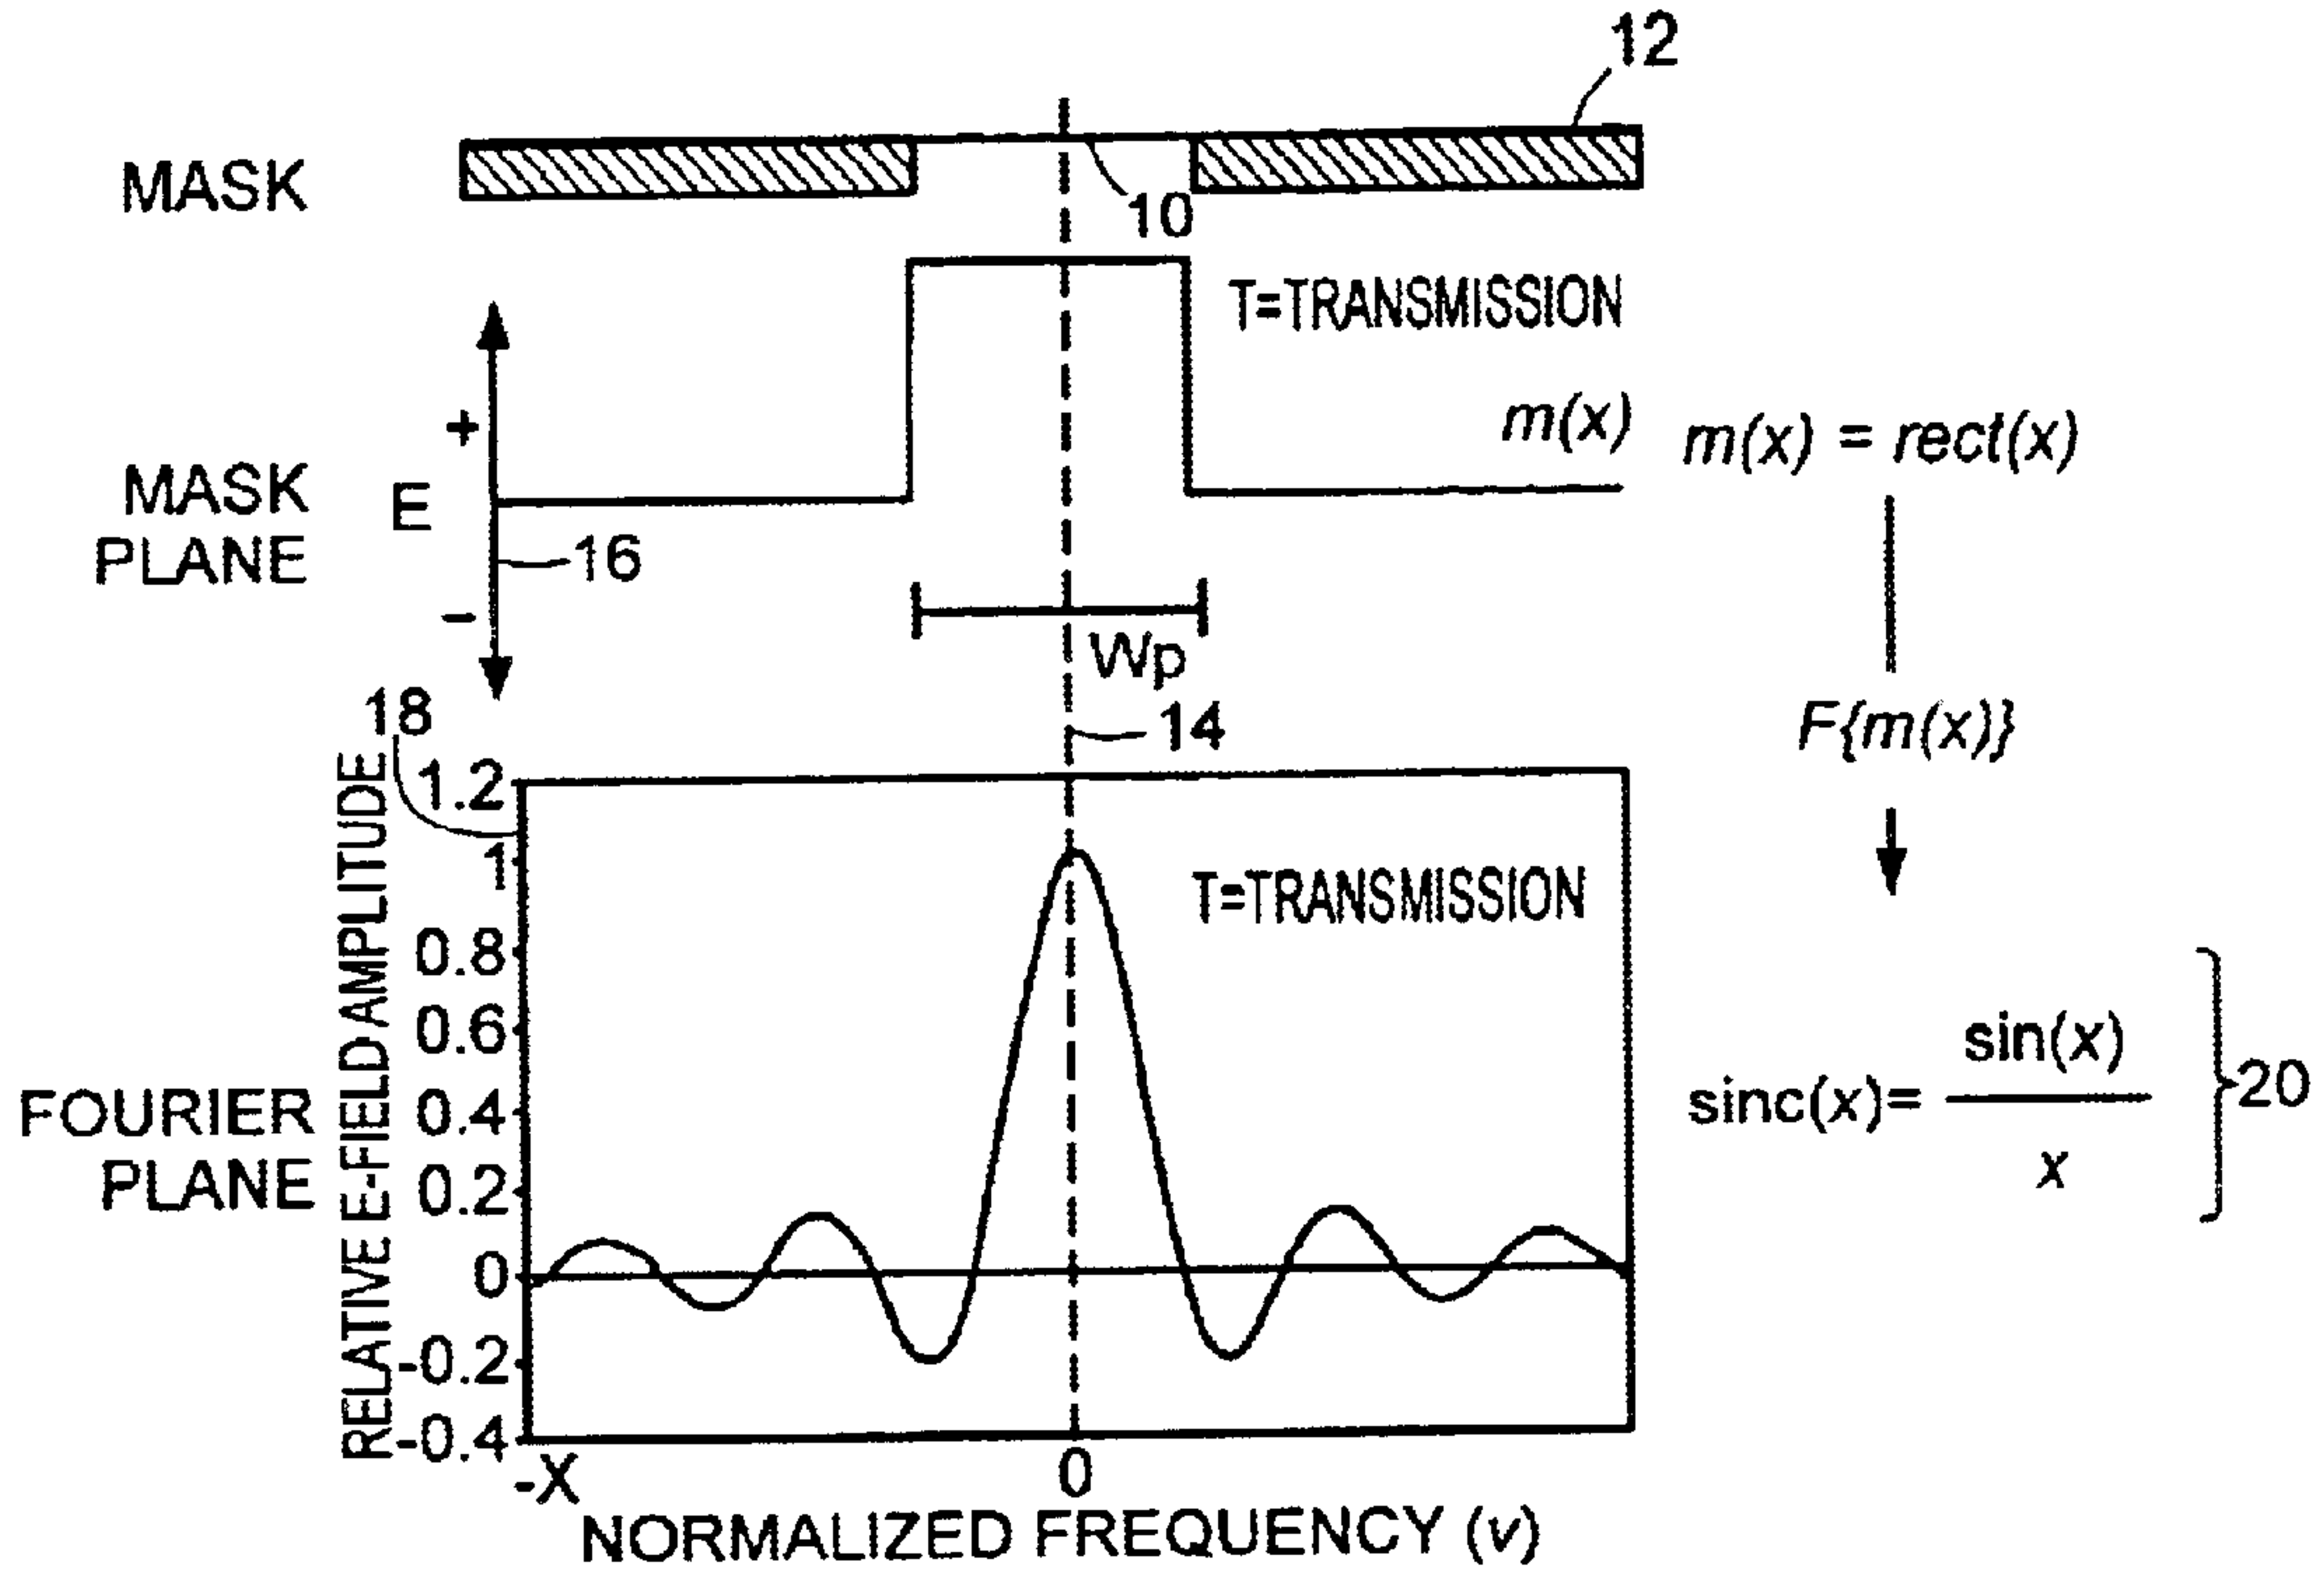 12
MASK
10
T=TRANSMISSION
m(x)
m(x) = rect(x)
+
MASK
PLANE
E
16
-
Wp
14
F{m(x)}
18
RELATIVE E-FIELD AMPLITUDE
1.2
1
0.8
0.6
0.4
0.2
0
-0.2
-0.4
T=TRANSMISSION
FOURIER
PLANE
sinc(x)= sin(x)
x
20
-X
0
NORMALIZED FREQUENCY (v)